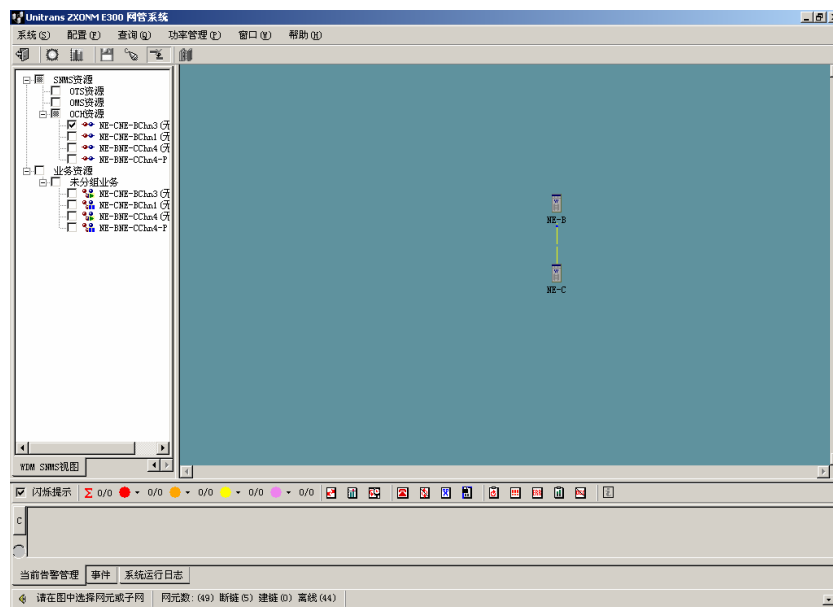 Unitrans ZXONM E300 网管系统
系统(S) 配置(F) 查询(Q) 功率管理(P) 窗口(W) 帮助(H)
SNMS资源
OTS资源
OMS资源
OCH资源
NE-CNE-BChn3(无
NE-CNE-BChn1(无
NE-BNE-CChn4(无
NE-BNE-CChn4-P
业务资源
未分组业务
NE-CNE-BChn3(无
NE-CNE-BChn1(无
NE-BNE-CChn4(无
NE-BNE-CChn4-P
NE-B
NE-C
WDM SNMS视图
闪烁提示 Σ 0/0 0/0 0/0 0/0 0/0
C
当前告警管理 事件 系统运行日志
请在图中选择网元或子网 网元数:(49) 断链(5) 建链(0) 离线(44)